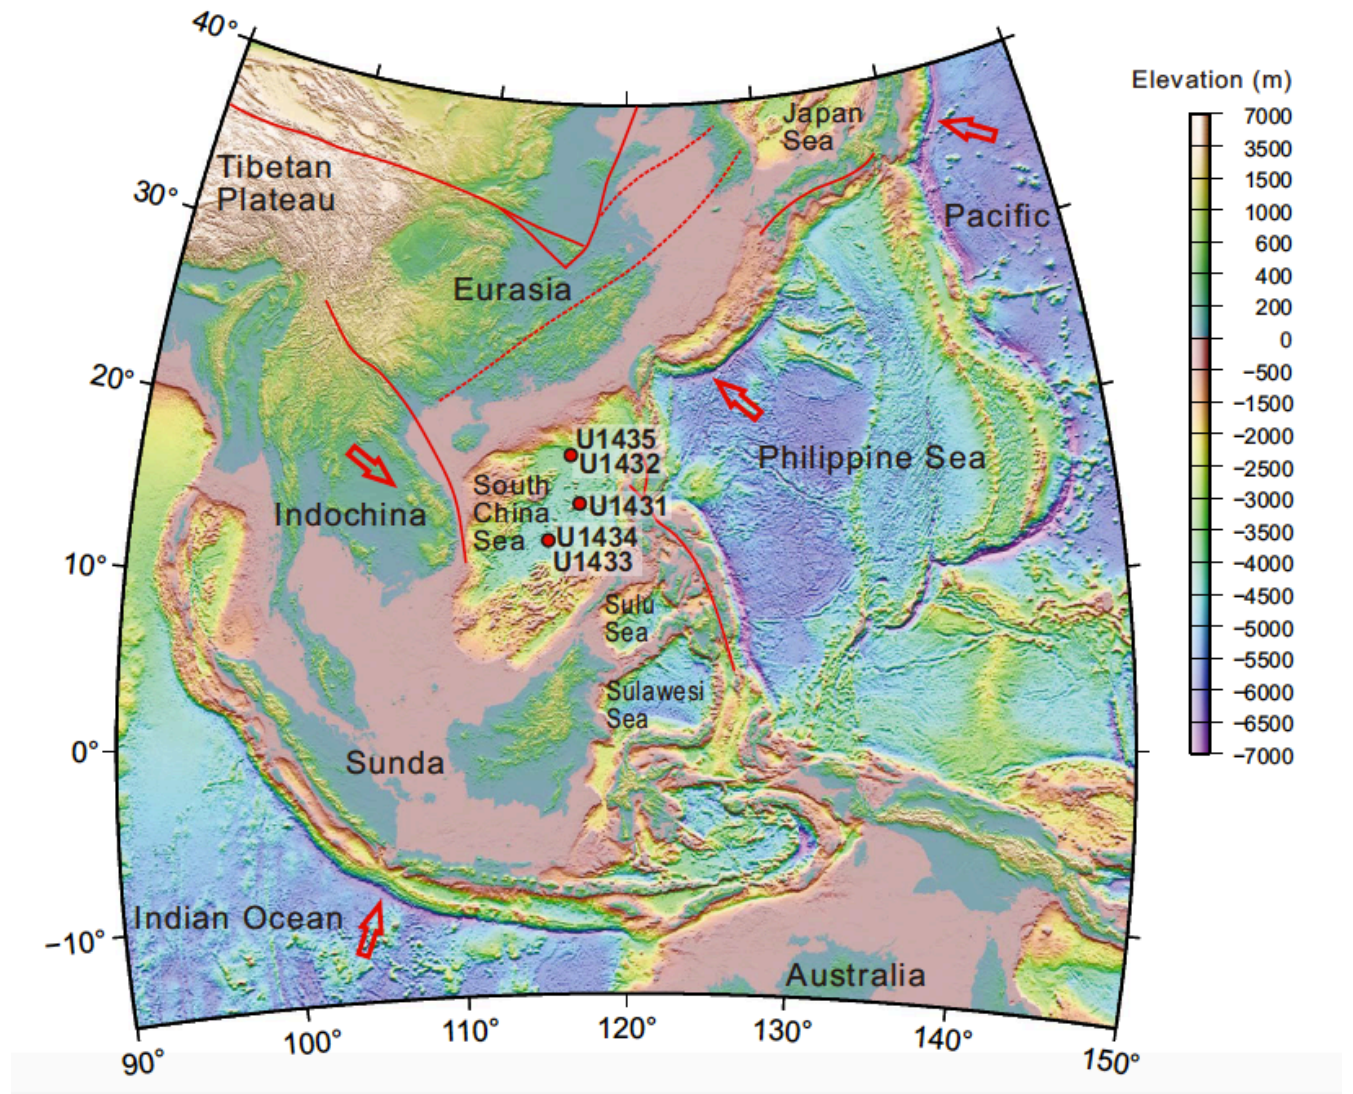 40°
30°
20°
10°
0°
−10°
90°
100°
110°
120°
130°
140°
150°
Tibetan
Plateau
Eurasia
Japan
Sea
Pacific
Philippine Sea
Indochina
South
China
Sea
U1435
U1432
U1431
U1434
U1433
Sulu
Sea
Sulawesi
Sea
Sunda
Indian Ocean
Australia
Elevation (m)
7000
3500
1500
1000
600
400
200
0
−500
−1500
−2000
−2500
−3000
−3500
−4000
−4500
−5000
−5500
−6000
−6500
−7000